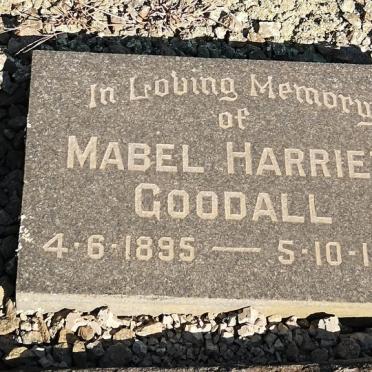 In Loving Memory
of
MABEL HARRIE
GOODALL
4·6·1895 — 5·10·1